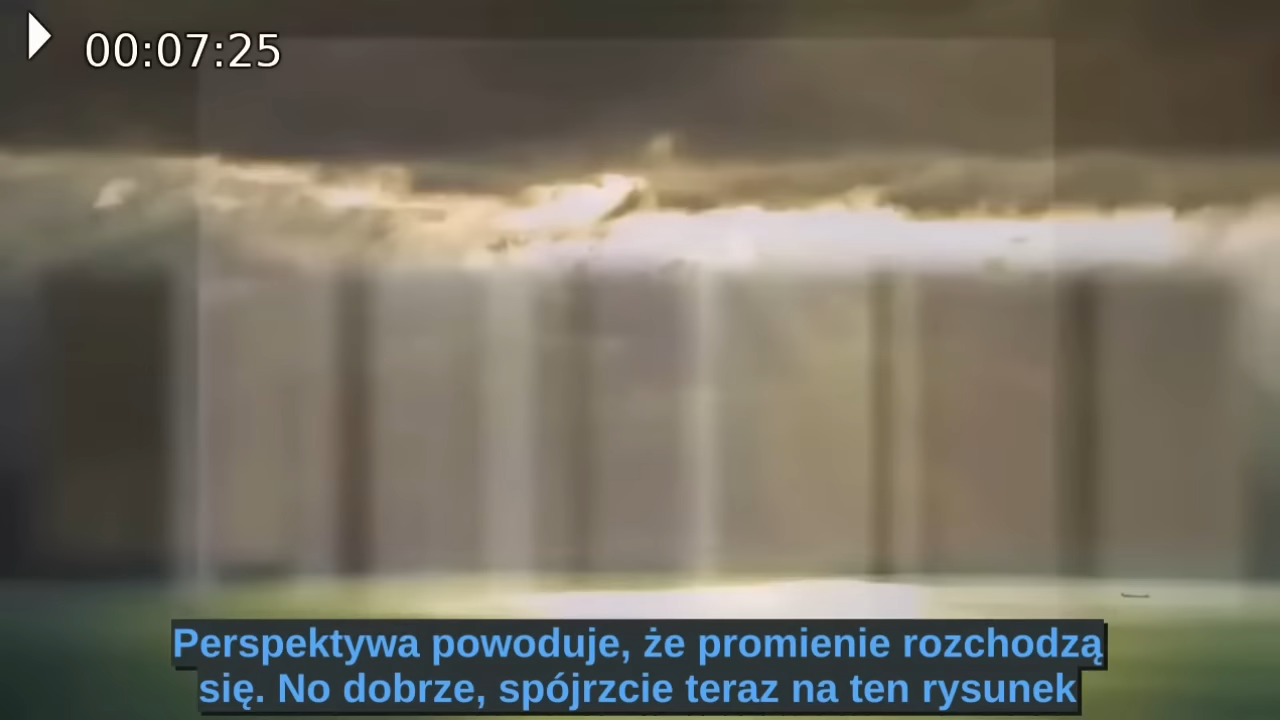 00:07:25
Perspektywa powoduje, że promienie rozchodzą
się. No dobrze, spójrzcie teraz na ten rysunek